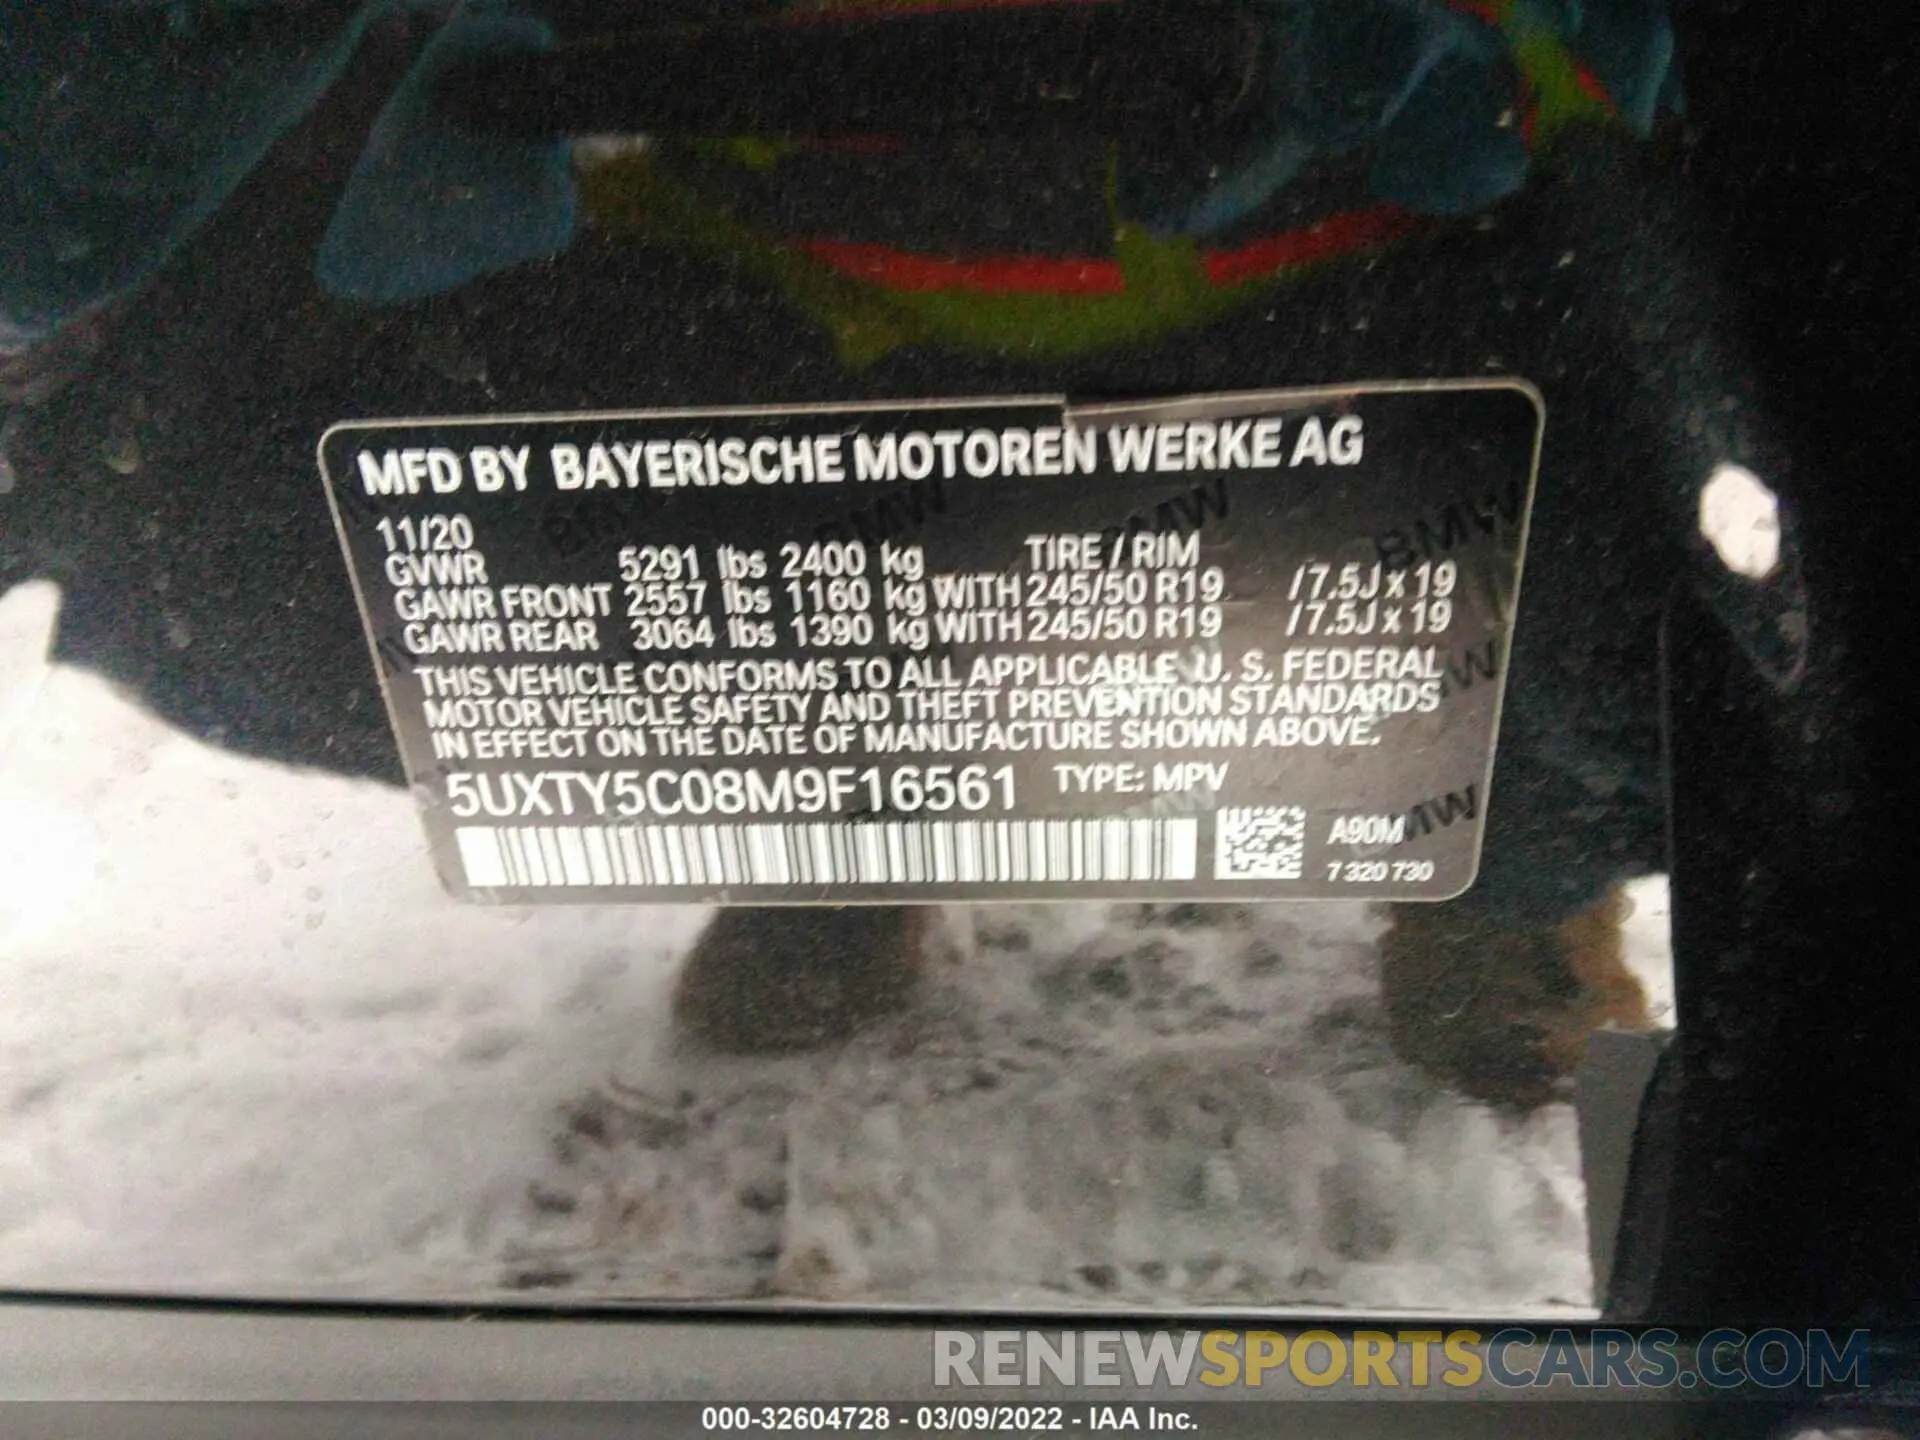 MFD BY BAYERISCHE MOTOREN WERKE AG
11/20
GVWR 5291 lbs 2400 kg TIRE / RIM
GAWR FRONT 2557 lbs 1160 kg WITH 245/50 R19 /7.5J x 19
GAWR REAR 3064 lbs 1390 kg WITH 245/50 R19 /7.5J x 19
THIS VEHICLE CONFORMS TO ALL APPLICABLE U. S. FEDERAL
MOTOR VEHICLE SAFETY AND THEFT PREVENTION STANDARDS
IN EFFECT ON THE DATE OF MANUFACTURE SHOWN ABOVE.
5UXTY5C08M9F16561 TYPE: MPV
A90M
7 320 730
RENEWSPORTSCARS.COM
000-32604728 - 03/09/2022 - IAA Inc.